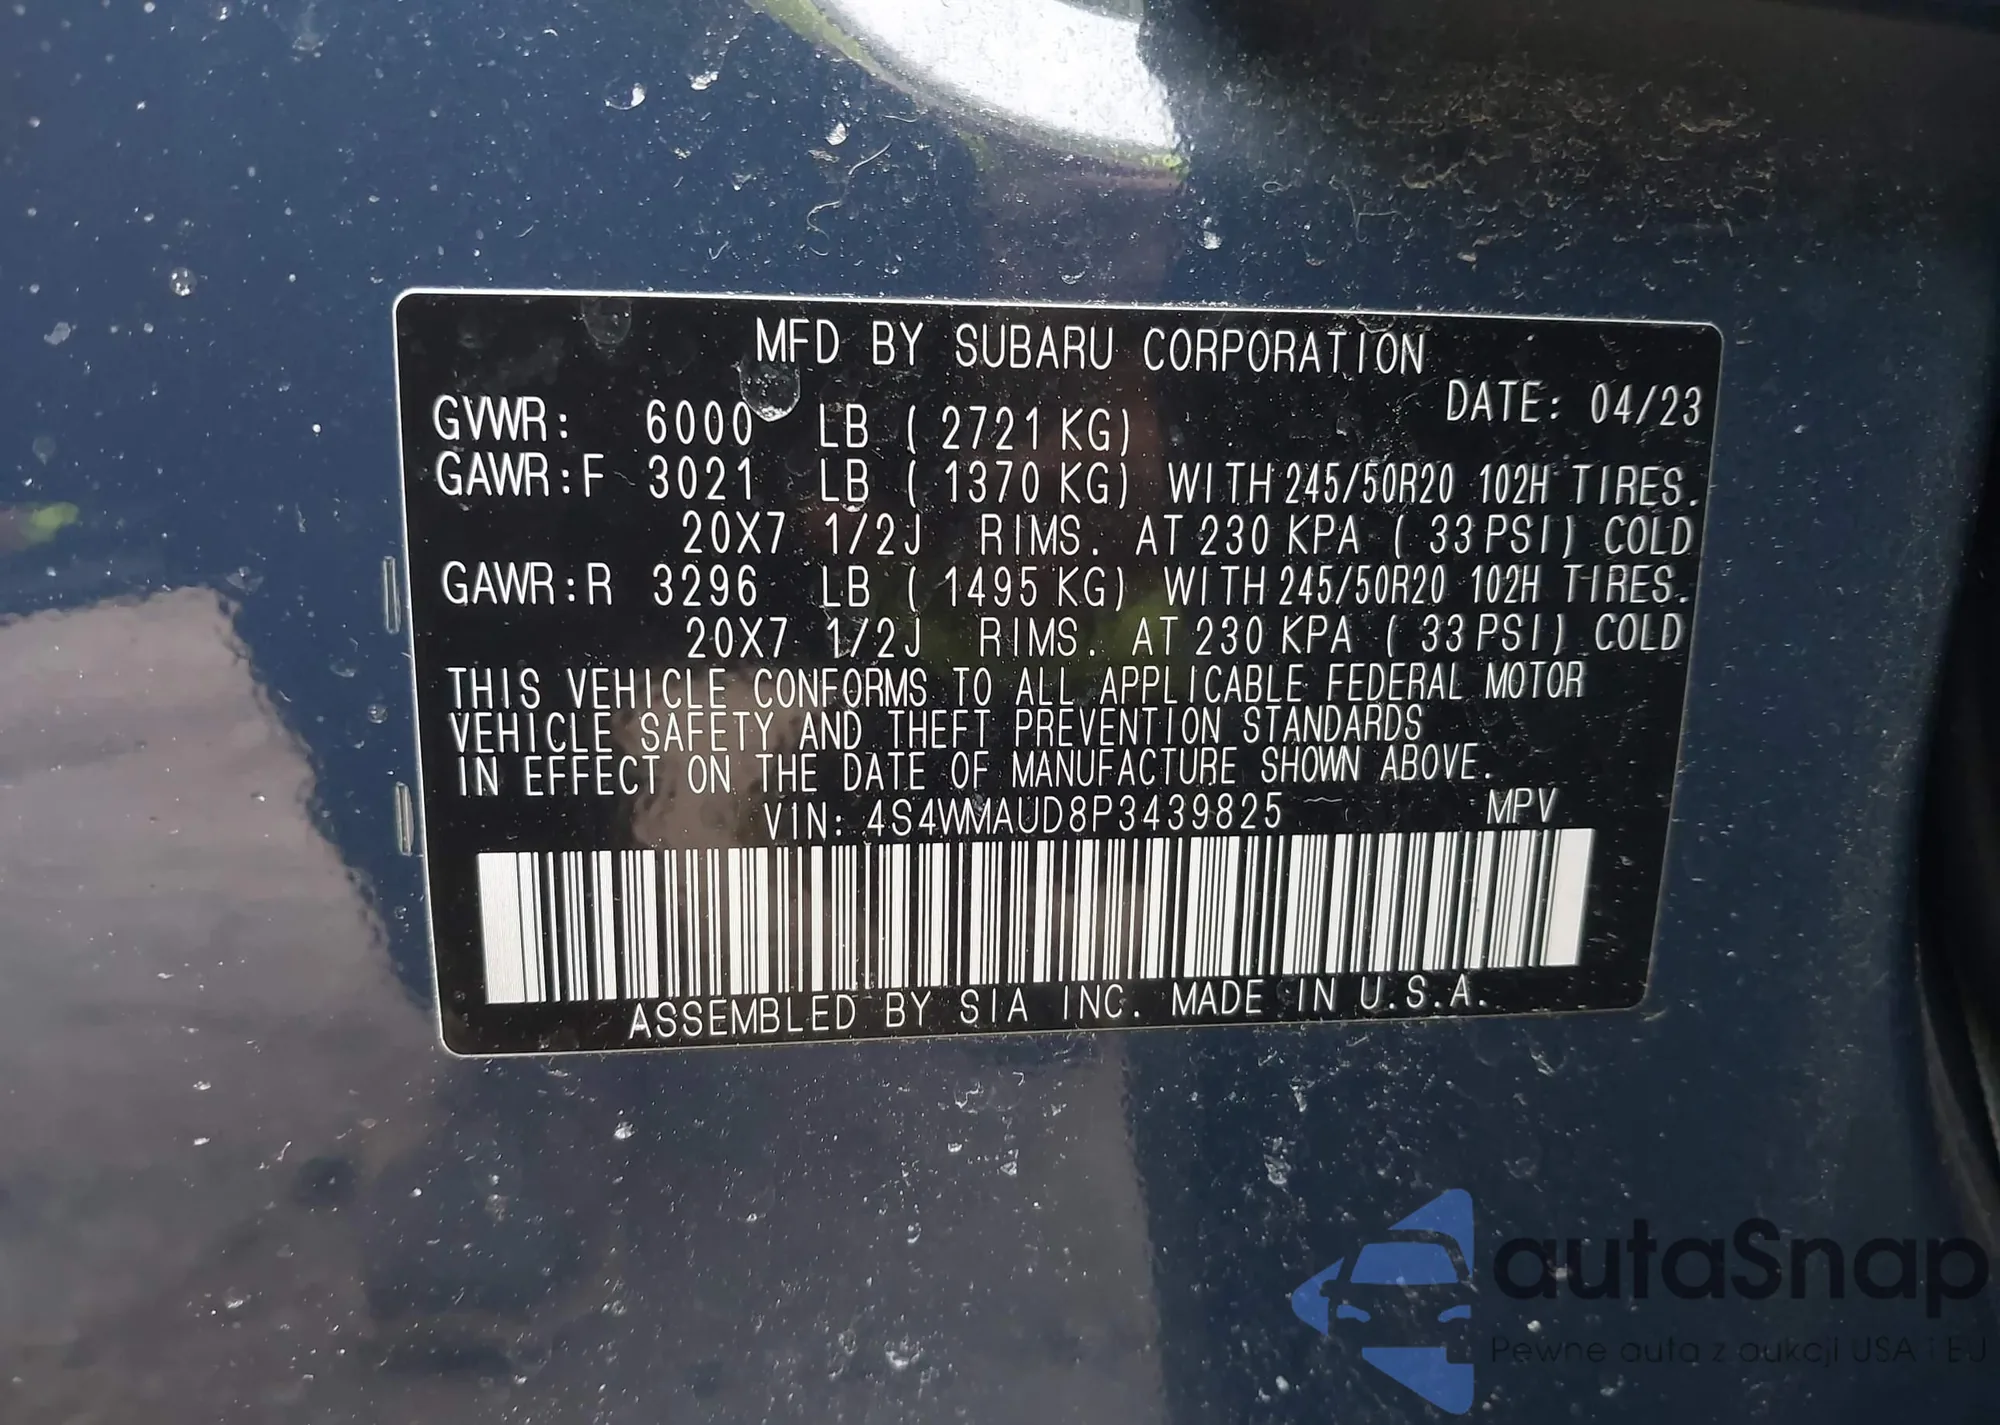 MFD BY SUBARU CORPORATION
DATE: 04/23
GVWR: 6000 LB ( 2721 KG)
GAWR:F 3021 LB ( 1370 KG) WITH 245/50R20 102H TIRES.
20X7 1/2J RIMS. AT 230 KPA ( 33 PSI) COLD
GAWR:R 3296 LB ( 1495 KG) WITH 245/50R20 102H TIRES.
20X7 1/2J RIMS. AT 230 KPA ( 33 PSI) COLD
THIS VEHICLE CONFORMS TO ALL APPLICABLE FEDERAL MOTOR
VEHICLE SAFETY AND THEFT PREVENTION STANDARDS
IN EFFECT ON THE DATE OF MANUFACTURE SHOWN ABOVE.
VIN: 4S4WMAUD8P3439825 MPV
ASSEMBLED BY SIA INC. MADE IN U.S.A.
autaSnap
Pewne auta z aukcji USA i EU